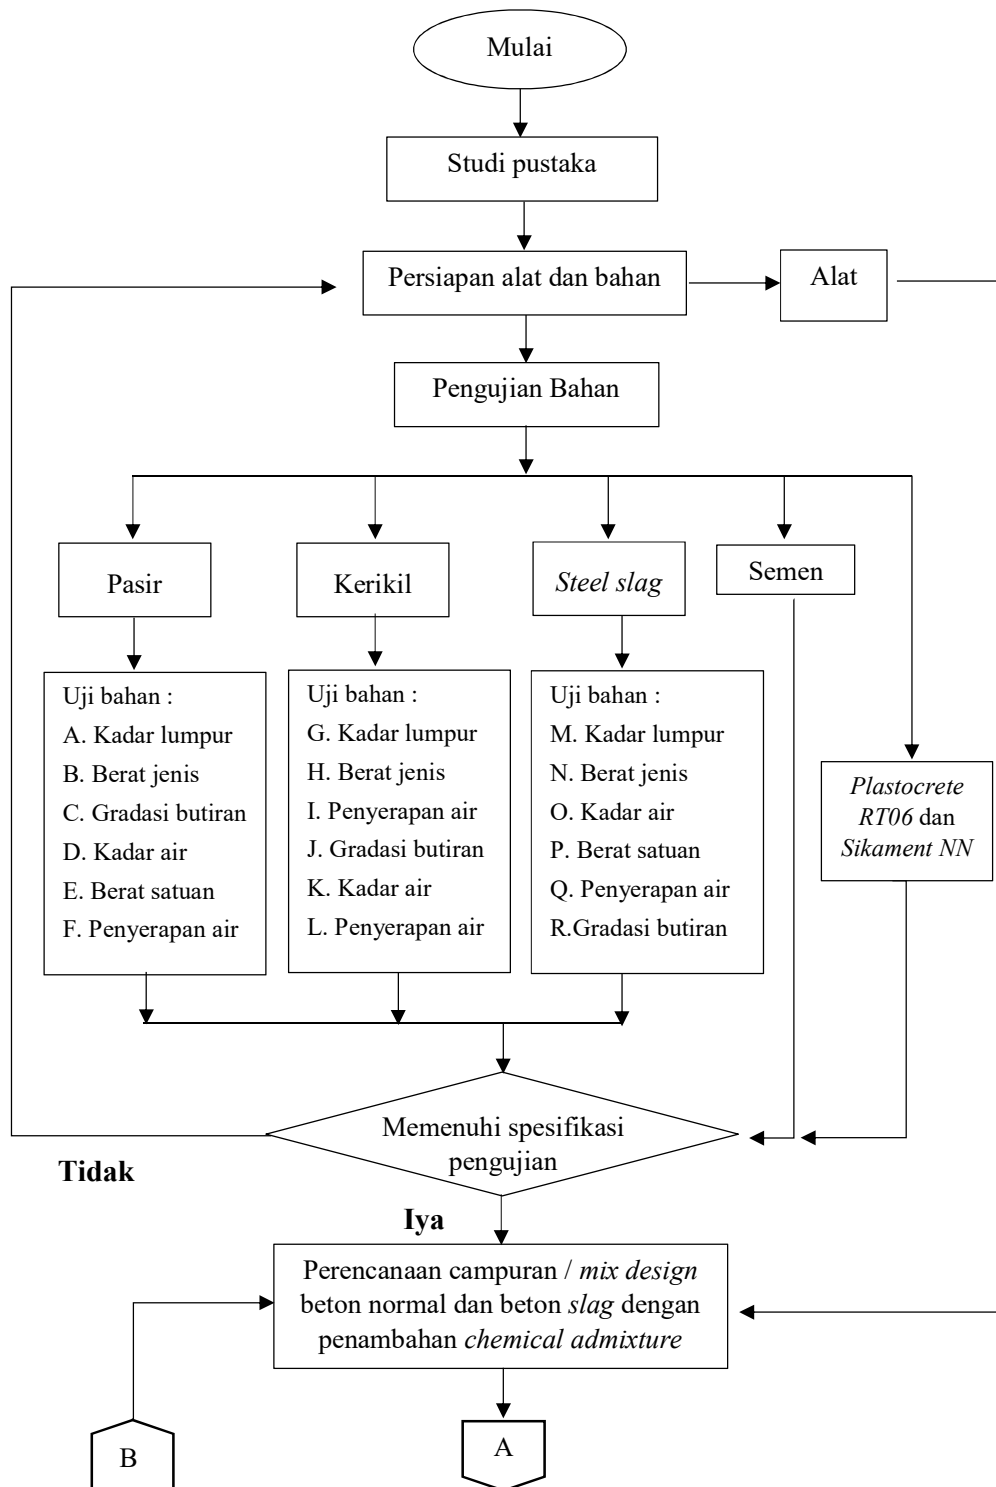 Mulai
Studi pustaka
Persiapan alat dan bahan
Alat
Pengujian Bahan
Pasir
Kerikil
Steel slag
Semen
Uji bahan :
A. Kadar lumpur
B. Berat jenis
C. Gradasi butiran
D. Kadar air
E. Berat satuan
F. Penyerapan air
Uji bahan :
G. Kadar lumpur
H. Berat jenis
I. Penyerapan air
J. Gradasi butiran
K. Kadar air
L. Penyerapan air
Uji bahan :
M. Kadar lumpur
N. Berat jenis
O. Kadar air
P. Berat satuan
Q. Penyerapan air
R.Gradasi butiran
Plastocrete
RT06 dan
Sikament NN
Memenuhi spesifikasi
pengujian
Tidak
Iya
Perencanaan campuran / mix design
beton normal dan beton slag dengan
penambahan chemical admixture
B
A